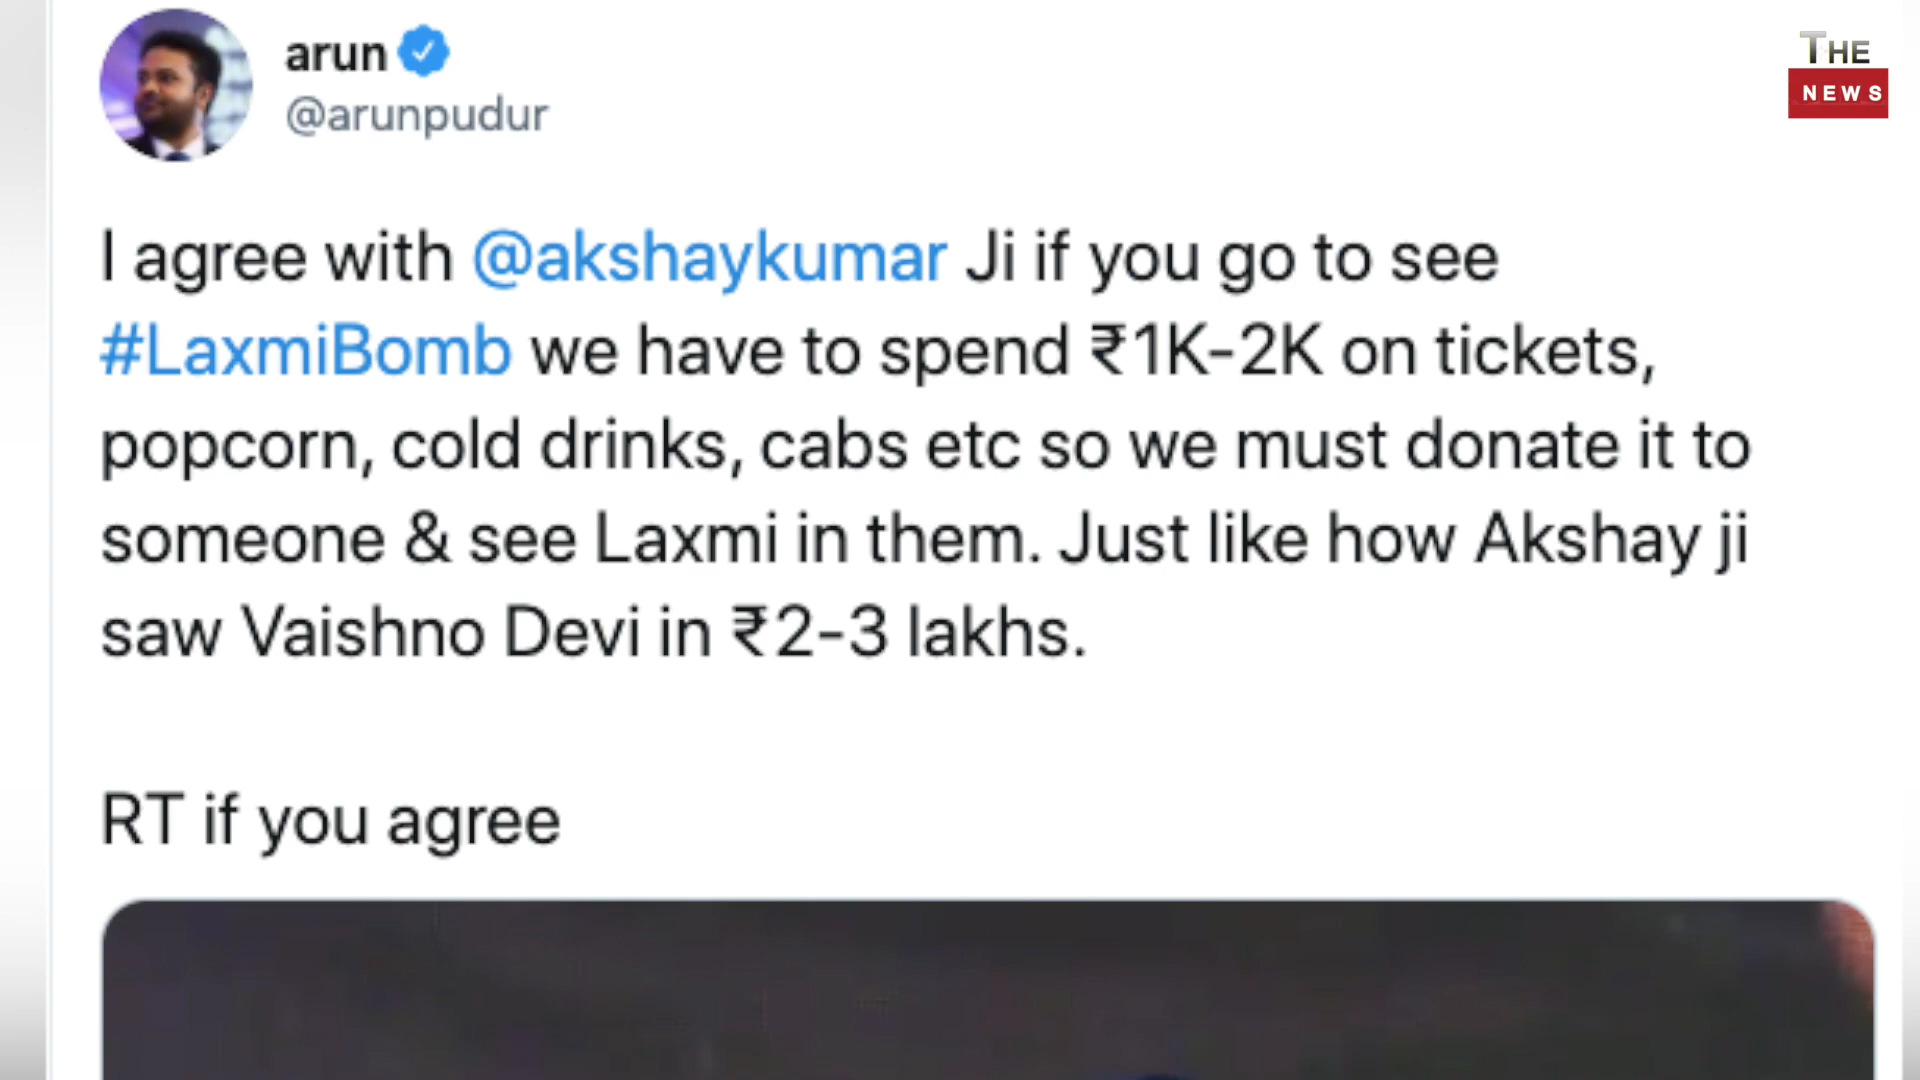 arun
@arunpudur
THE
NEWS
I agree with @akshaykumar Ji if you go to see
#LaxmiBomb we have to spend ₹1K-2K on tickets,
popcorn, cold drinks, cabs etc so we must donate it to
someone & see Laxmi in them. Just like how Akshay ji
saw Vaishno Devi in ₹2-3 lakhs.
RT if you agree